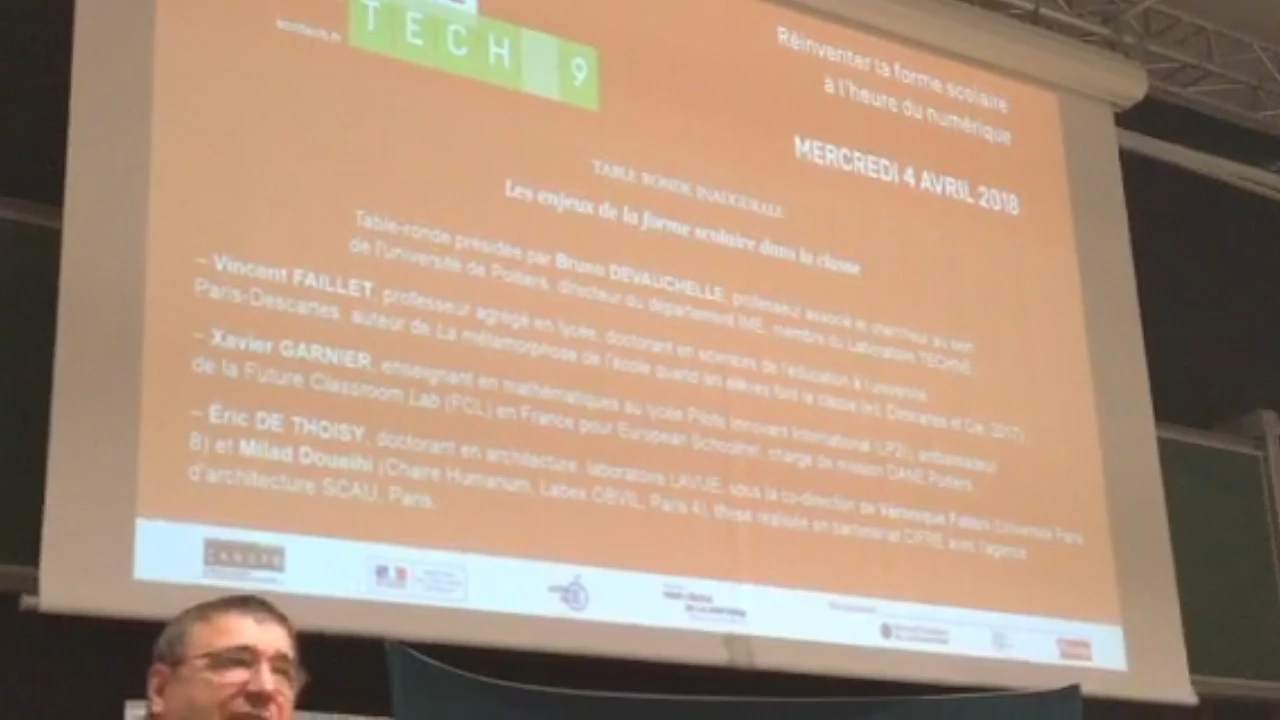 TECH 9
Réinventer la forme scolaire
à l'heure du numérique
MERCREDI 4 AVRIL 2018
TABLE RONDE INAUGURALE
Les enjeux de la forme scolaire dans la classe
Table-ronde présidée par Bruno DEVAUCHELLE, professeur associé et chercheur au sein
de l'université de Poitiers, directeur du département IME, membre du Laboratoire TECHNE,
– Vincent FAILLET, professeur agrégé en lycée, doctorant en sciences de l'éducation à l'université
Paris-Descartes, auteur de La métamorphose de l'école quand les élèves font la classe (ed. Descartes et Cie, 2017),
– Xavier GARNIER, enseignant en mathématiques au lycée Pilote Innovant International (LP2I), ambassadeur
de la Future Classroom Lab (FCL) en France pour European Schoolnet, chargé de mission DANE Poitiers
– Éric DE THOISY, doctorant en architecture, laboratoire LAVUE, sous la co-direction de Véronique (Université Paris
8) et Milad Doueihi (Chaire Humanum, Labex OBVIL, Paris 4), thèse réalisée en partenariat CIFRE avec l'agence
d'architecture SCAU, Paris.
CANOPÉ